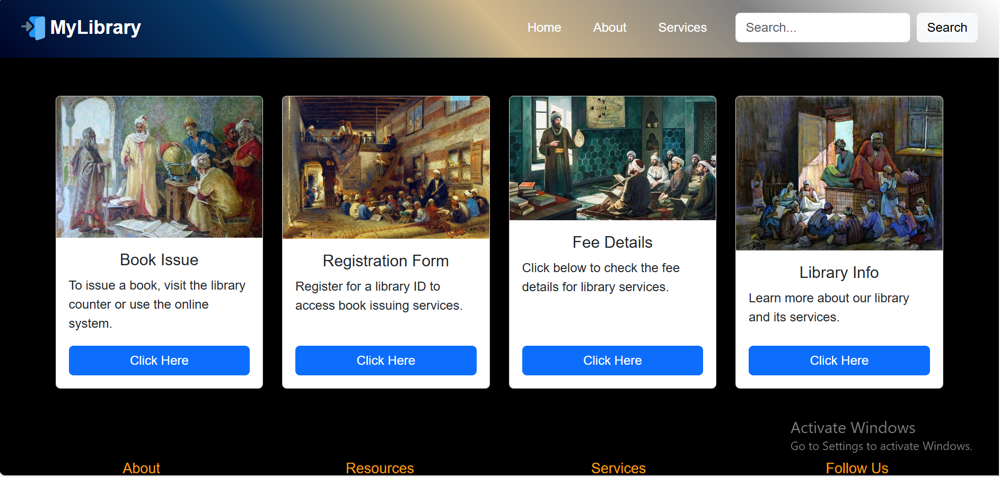 MyLibrary
Home
About
Services
Search...
Search
Book Issue
To issue a book, visit the library
counter or use the online
system.
Click Here
Registration Form
Register for a library ID to
access book issuing services.
Click Here
Fee Details
Click below to check the fee
details for library services.
Click Here
Library Info
Learn more about our library
and its services.
Click Here
Activate Windows
Go to Settings to activate Windows.
About
Resources
Services
Follow Us